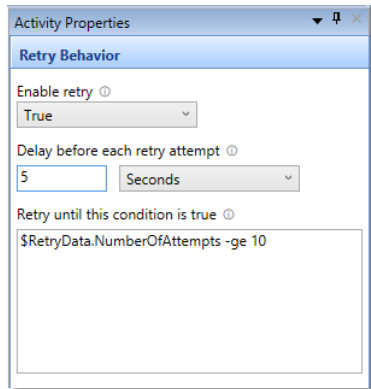 Activity Properties
Retry Behavior
Enable retry
True
Delay before each retry attempt
5 Seconds
Retry until this condition is true
$RetryData.NumberOfAttempts -ge 10